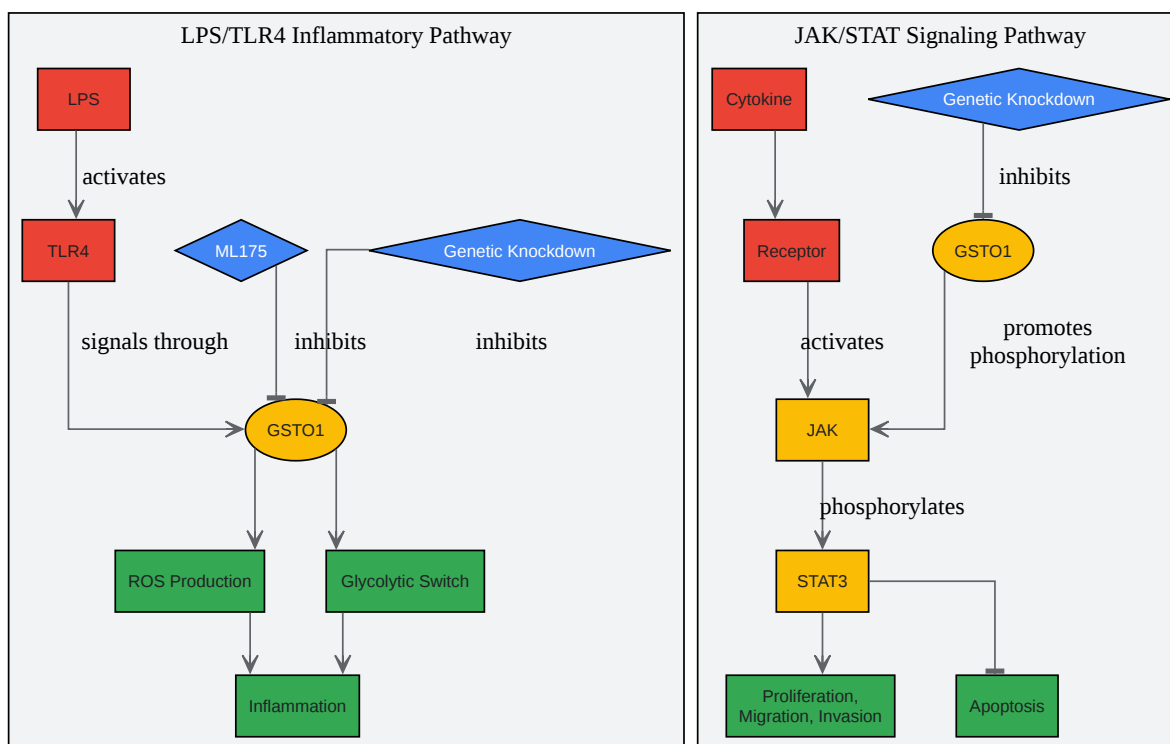 LPS/TLR4 Inflammatory Pathway
LPS
activates
TLR4
ML175
Genetic Knockdown
signals through
inhibits
inhibits
GSTO1
ROS Production
Glycolytic Switch
Inflammation
JAK/STAT Signaling Pathway
Cytokine
Genetic Knockdown
inhibits
Receptor
GSTO1
activates
promotes
phosphorylation
JAK
phosphorylates
STAT3
Proliferation,
Migration, Invasion
Apoptosis